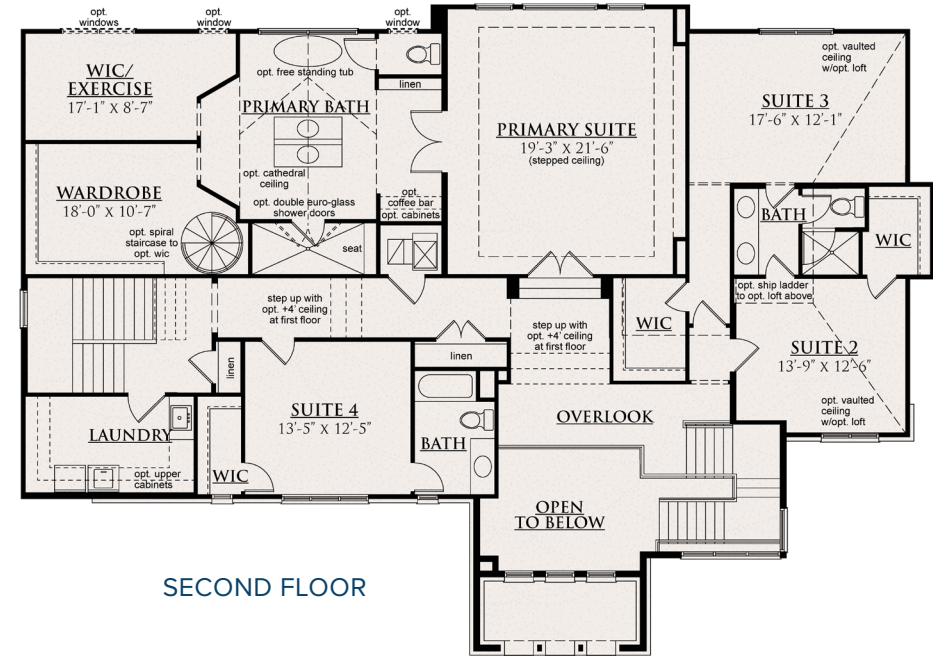 opt.
windows
opt.
window
opt.
window
WIC/
EXERCISE
17'-1" X 8'-7"
opt. free standing tub
PRIMARY BATH
linen
opt. cathedral
ceiling
opt. double euro-glass
shower doors
opt.
coffee bar
opt. cabinets
PRIMARY SUITE
19'-3" X 21'-6"
(stepped ceiling)
opt. vaulted
ceiling
w/opt. loft
SUITE 3
17'-6" X 12'-1"
WARDROBE
18'-0" X 10'-7"
opt. spiral
staircase to
opt. wic
seat
BATH
WIC
opt. ship ladder
to opt. loft above
step up with
opt. +4' ceiling
at first floor
step up with
opt. +4' ceiling
at first floor
WIC
linen
linen
SUITE 2
13'-9" X 12'-6"
opt. vaulted
ceiling
w/opt. loft
SUITE 4
13'-5" X 12'-5"
OVERLOOK
LAUNDRY
BATH
opt. upper
cabinets
WIC
OPEN
TO BELOW
SECOND FLOOR